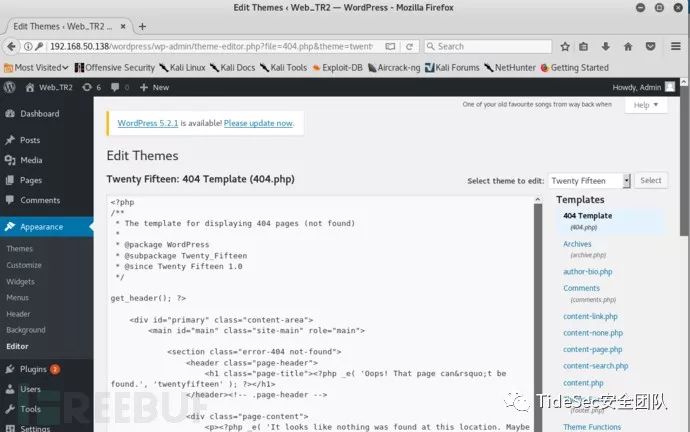 Edit Themes ‹ Web_TR2 — WordPress - Mozilla Firefox
Edit Themes ‹ Web_TR2 ...
192.168.50.138/wordpress/wp-admin/theme-editor.php?file=404.php&theme=twent
Search
Most Visited
Offensive Security
Kali Linux
Kali Docs
Kali Tools
Exploit-DB
Aircrack-ng
Kali Forums
NetHunter
Getting Started
Web_TR2
6
0
+ New
Howdy, Admin
Dashboard
Posts
Media
Pages
Comments
Appearance
Themes
Customize
Widgets
Menus
Header
Background
Editor
Plugins 2
Users
Tools
Settings
One of your old favourite songs from way back when
Help
WordPress 5.2.1 is available! Please update now.
Edit Themes
Twenty Fifteen: 404 Template (404.php)
Select theme to edit:
Twenty Fifteen
Select
<?php
/**
* The template for displaying 404 pages (not found)
*
* @package WordPress
* @subpackage Twenty_Fifteen
* @since Twenty Fifteen 1.0
*/
get_header(); ?>
<div id="primary" class="content-area">
<main id="main" class="site-main" role="main">
<section class="error-404 not-found">
<header class="page-header">
<h1 class="page-title"><?php _e( 'Oops! That page can&rsquo;t be
found.', 'twentyfifteen' ); ?></h1>
</header><!-- .page-header -->
<div class="page-content">
<p><?php _e( 'It looks like nothing was found at this location. Maybe
Templates
404 Template
(404.php)
Archives
(archive.php)
author-bio.php
Comments
(comments.php)
content-link.php
content-none.php
content-page.php
content-search.php
content.php
(footer.php)
Theme Functions
FREEBUF
TideSec安全团队